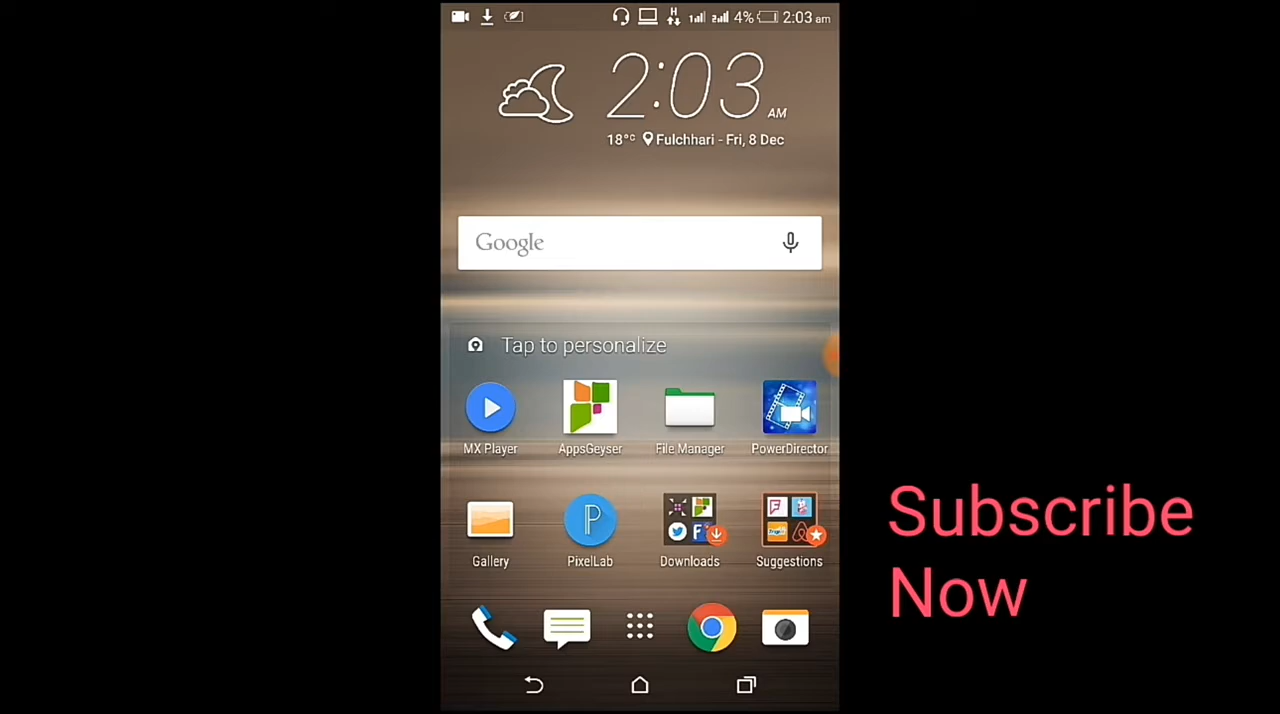 H 4% 2:03 am
2:03 AM
18°C Fulchhari - Fri, 8 Dec
Google
Tap to personalize
MX Player AppsGeyser File Manager PowerDirector
Gallery PixelLab Downloads Suggestions
Subscribe
Now